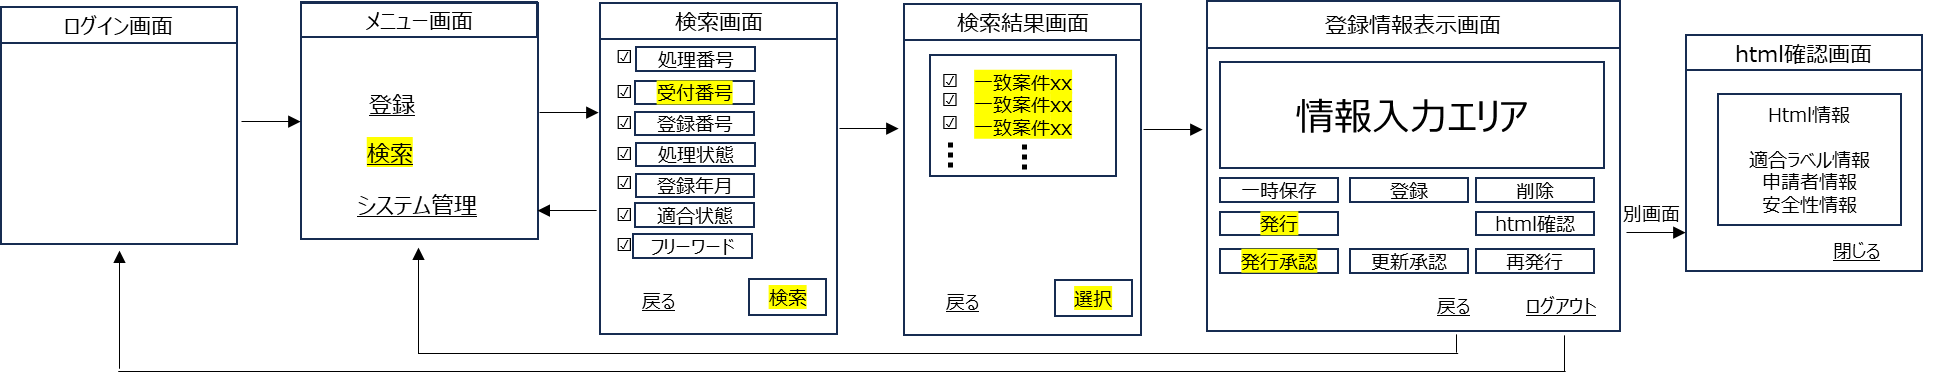 ログイン画面
メニュー画面
登録
検索
システム管理
検索画面
☑ 処理番号
☑ 受付番号
☑ 登録番号
☑ 処理状態
☑ 登録年月
☑ 適合状態
☑ フリーワード
戻る
検索
検索結果画面
☑ 一致案件xx
☑ 一致案件xx
☑ 一致案件xx
戻る
選択
登録情報表示画面
情報入力エリア
一時保存 登録 削除
発行 html確認
発行承認 更新承認 再発行
戻る ログアウト
別画面
html確認画面
Html情報
適合ラベル情報
申請者情報
安全性情報
閉じる